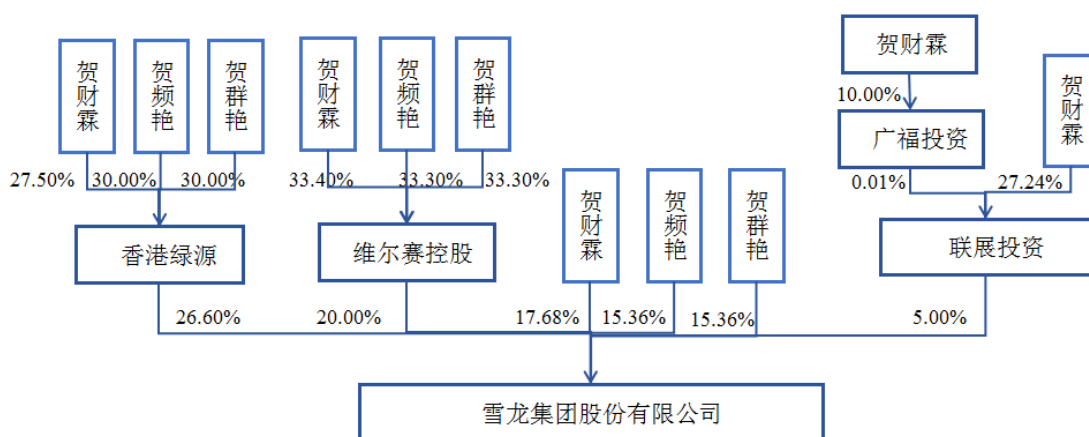 贺财霖
贺频艳
贺群艳
贺财霖
贺频艳
贺群艳
贺财霖
贺财霖
10.00%
广福投资
27.50%
30.00%
30.00%
33.40%
33.30%
33.30%
0.01%
27.24%
贺财霖
贺频艳
贺群艳
香港绿源
维尔赛控股
联展投资
26.60%
20.00%
17.68%
15.36%
15.36%
5.00%
雪龙集团股份有限公司